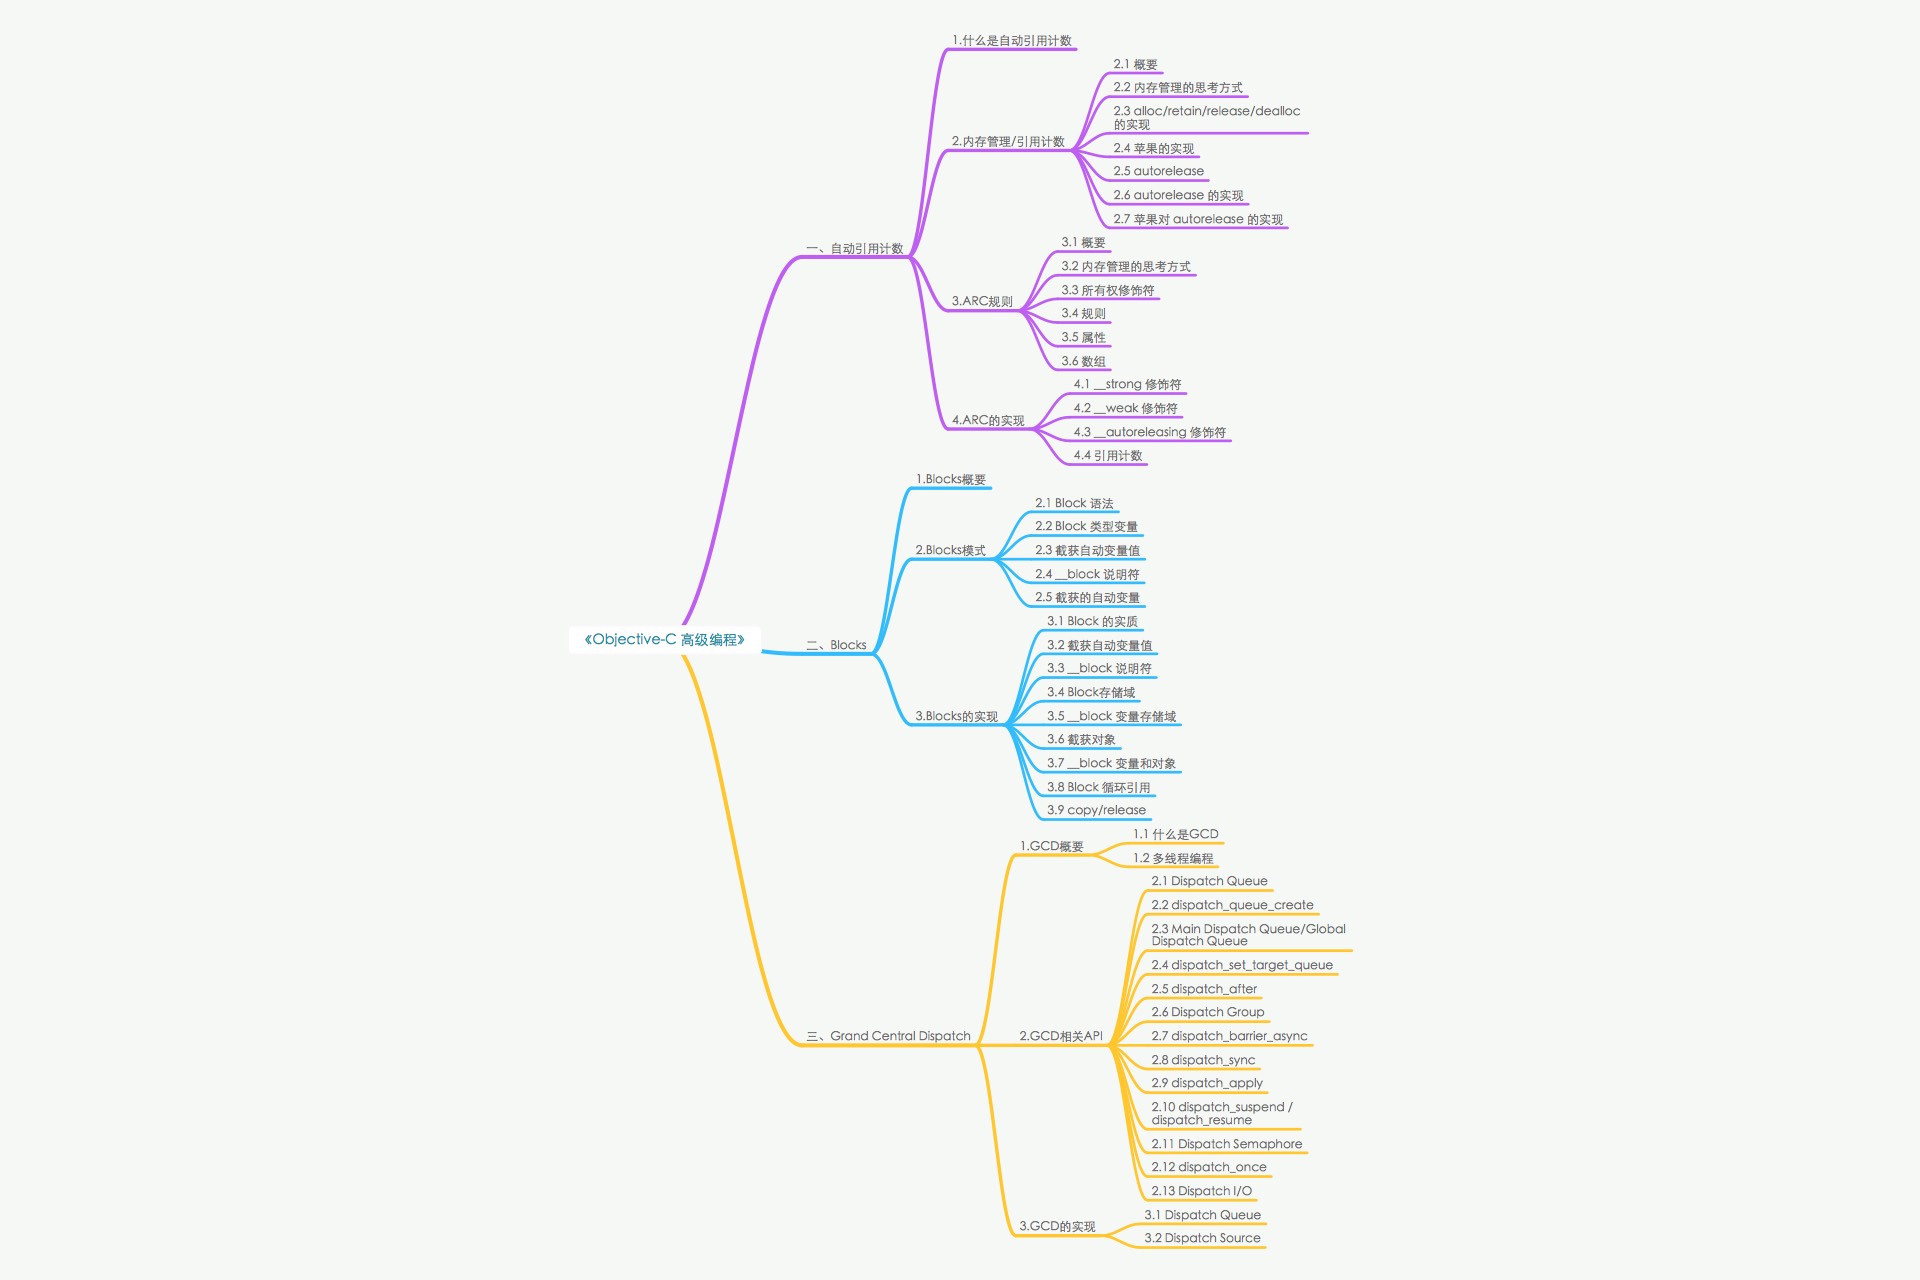 《Objective-C 高级编程》
一、自动引用计数
1.什么是自动引用计数
2.内存管理/引用计数
2.1 概要
2.2 内存管理的思考方式
2.3 alloc/retain/release/dealloc
的实现
2.4 苹果的实现
2.5 autorelease
2.6 autorelease 的实现
2.7 苹果对 autorelease 的实现
3.ARC规则
3.1 概要
3.2 内存管理的思考方式
3.3 所有权修饰符
3.4 规则
3.5 属性
3.6 数组
4.ARC的实现
4.1 __strong 修饰符
4.2 __weak 修饰符
4.3 __autoreleasing 修饰符
4.4 引用计数
二、Blocks
1.Blocks概要
2.Blocks模式
2.1 Block 语法
2.2 Block 类型变量
2.3 截获自动变量值
2.4 __block 说明符
2.5 截获的自动变量
3.Blocks的实现
3.1 Block 的实质
3.2 截获自动变量值
3.3 __block 说明符
3.4 Block存储域
3.5 __block 变量存储域
3.6 截获对象
3.7 __block 变量和对象
3.8 Block 循环引用
3.9 copy/release
三、Grand Central Dispatch
1.GCD概要
1.1 什么是GCD
1.2 多线程编程
2.GCD相关API
2.1 Dispatch Queue
2.2 dispatch_queue_create
2.3 Main Dispatch Queue/Global
Dispatch Queue
2.4 dispatch_set_target_queue
2.5 dispatch_after
2.6 Dispatch Group
2.7 dispatch_barrier_async
2.8 dispatch_sync
2.9 dispatch_apply
2.10 dispatch_suspend /
dispatch_resume
2.11 Dispatch Semaphore
2.12 dispatch_once
2.13 Dispatch I/O
3.GCD的实现
3.1 Dispatch Queue
3.2 Dispatch Source